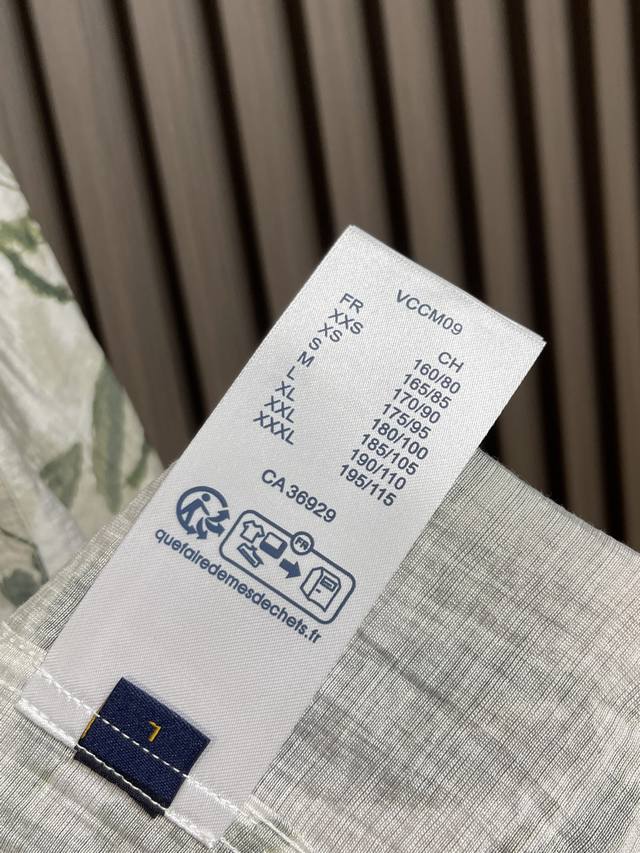 VCCM09
FR CH
XXS 160/80
XS 165/85
S 170/90
M 175/95
L 180/100
XL 185/105
XXL 190/110
XXXL 195/115
CA 36929
FR
quefairedemesdechets.fr
L